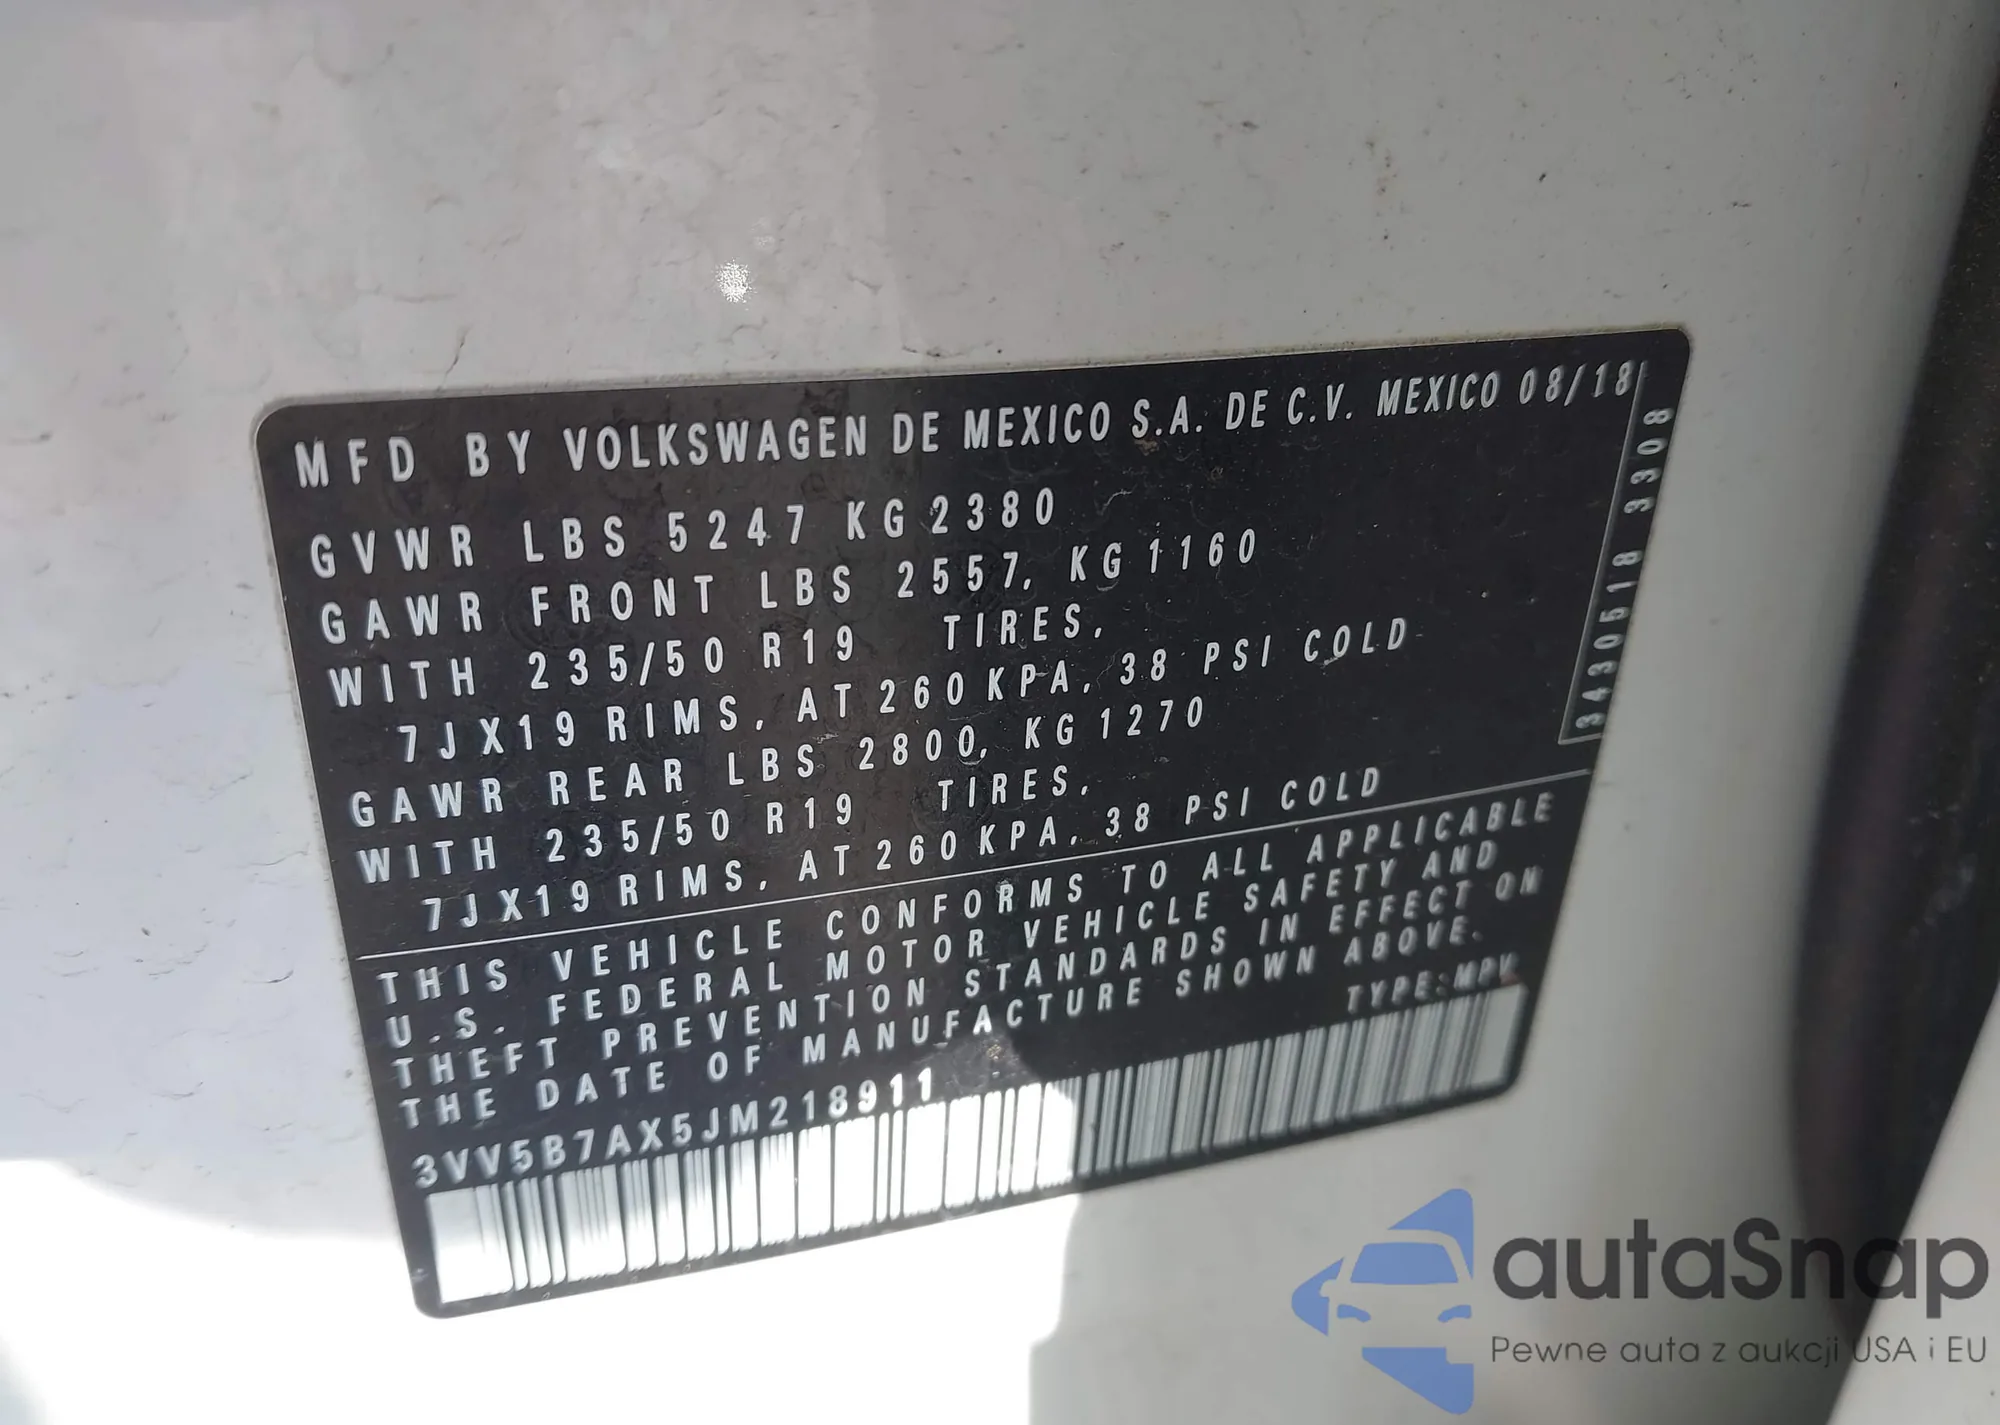 MFD BY VOLKSWAGEN DE MEXICO S.A. DE C.V. MEXICO 08/18
GVWR LBS 5247 KG 2380
GAWR FRONT LBS 2557, KG 1160
WITH 235/50 R19 TIRES,
7JX19 RIMS, AT 260 KPA, 38 PSI COLD
GAWR REAR LBS 2800, KG 1270
WITH 235/50 R19 TIRES,
7JX19 RIMS, AT 260 KPA, 38 PSI COLD
3430518 3308
THIS VEHICLE CONFORMS TO ALL APPLICABLE
U.S. FEDERAL MOTOR VEHICLE SAFETY AND
THEFT PREVENTION STANDARDS IN EFFECT ON
THE DATE OF MANUFACTURE SHOWN ABOVE.
TYPE: MPV
3VV5B7AX5JM218911
autaSnap
Pewne auta z aukcji USA i EU